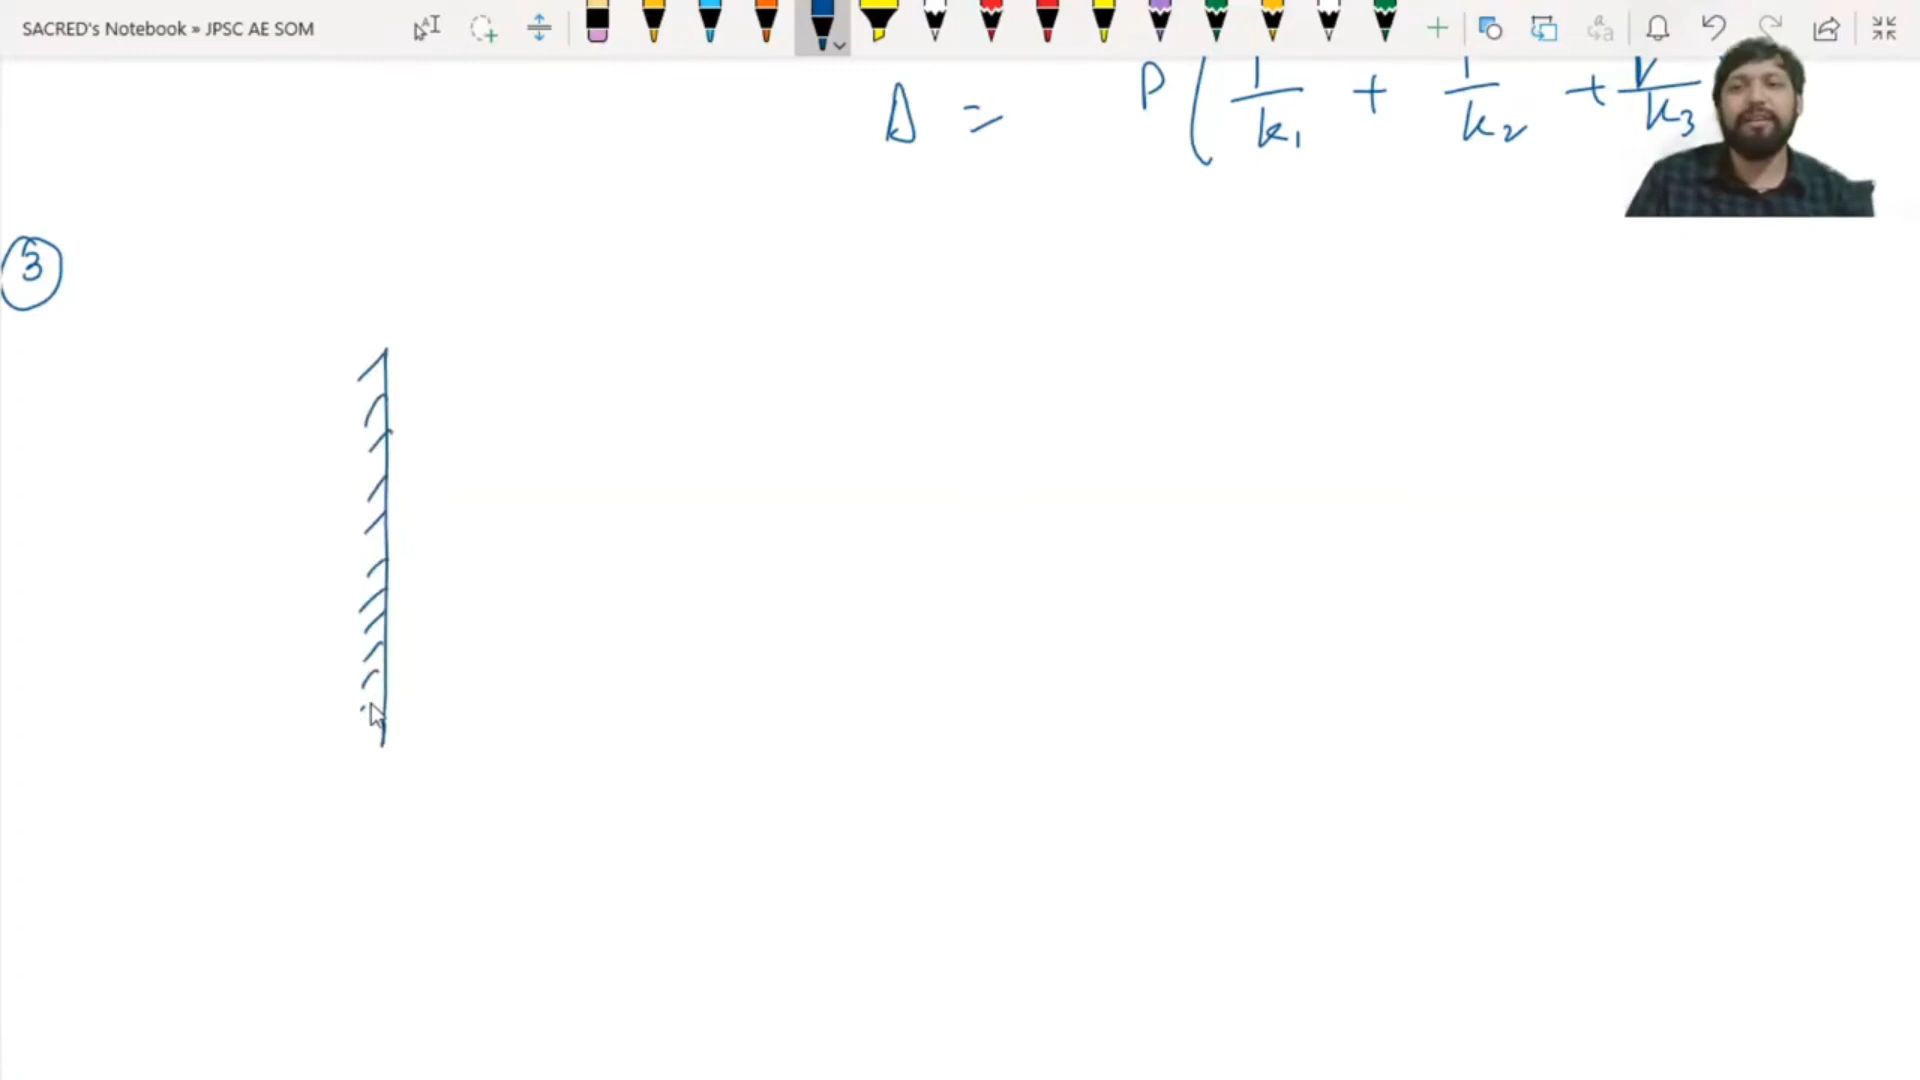 SACRED's Notebook » JPSC AE SOM
Δ = P ( 1/k1 + 1/k2 + 1/k3
3